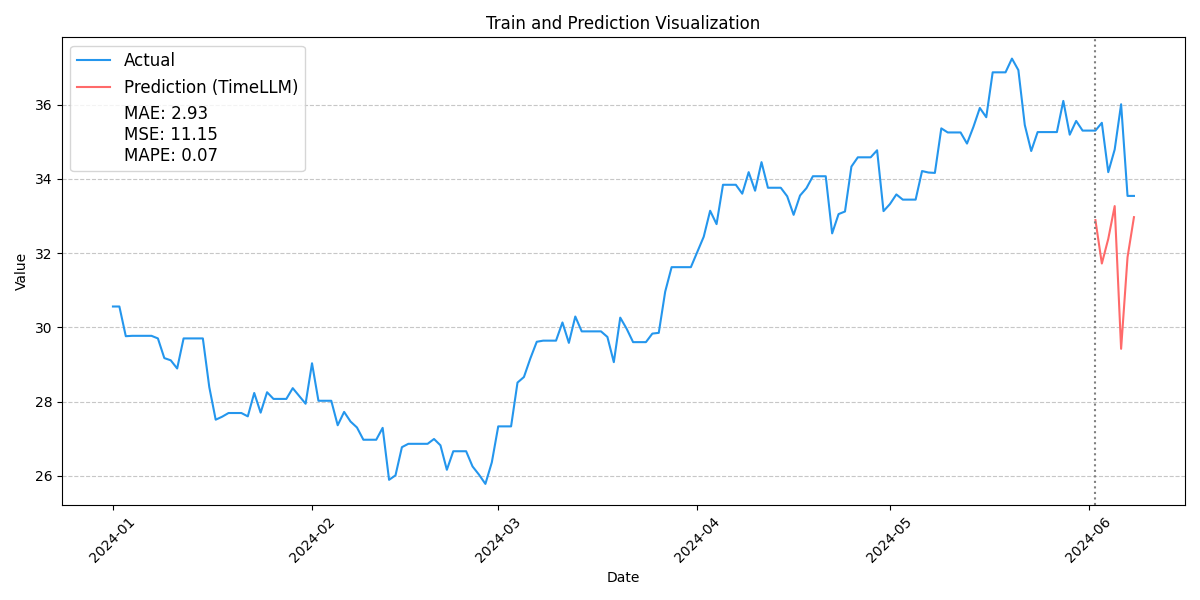 Train and Prediction Visualization
Actual
Prediction (TimeLLM)
MAE: 2.93
MSE: 11.15
MAPE: 0.07
Value
36
34
32
30
28
26
2024-01
2024-02
2024-03
2024-04
2024-05
2024-06
Date